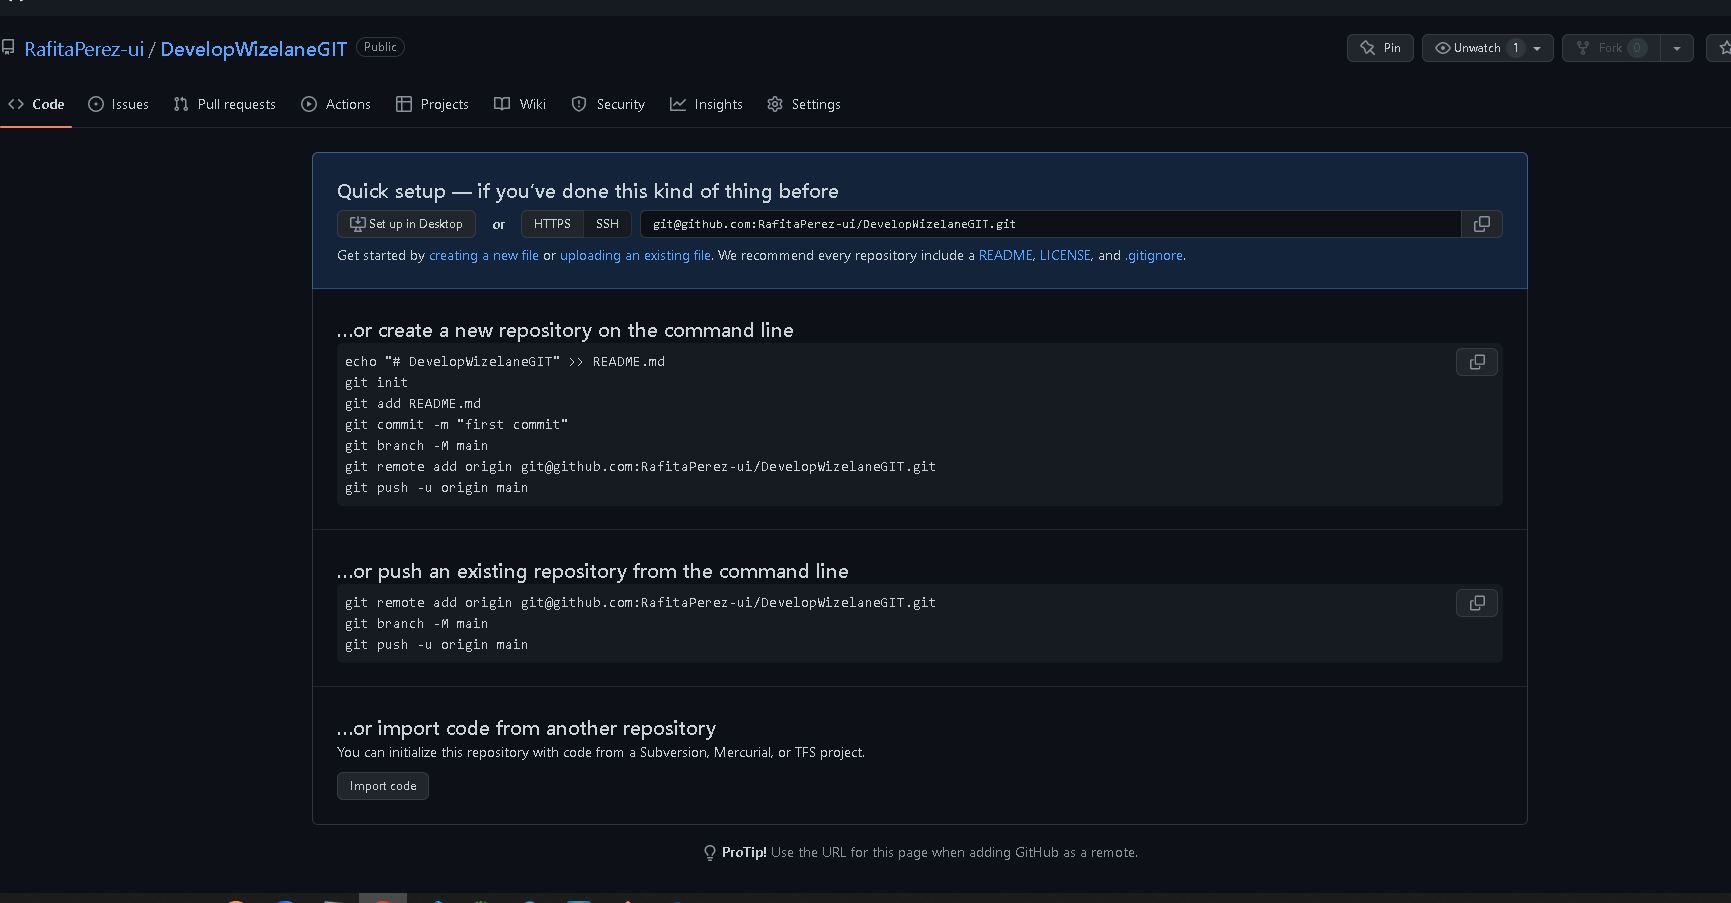 RafitaPerez-ui / DevelopWizelaneGIT Public
Pin Unwatch 1 Fork 0
Code Issues Pull requests Actions Projects Wiki Security Insights Settings
Quick setup — if you've done this kind of thing before
Set up in Desktop or HTTPS SSH git@github.com:RafitaPerez-ui/DevelopWizelaneGIT.git
Get started by creating a new file or uploading an existing file. We recommend every repository include a README, LICENSE, and .gitignore.
…or create a new repository on the command line
echo "# DevelopWizelaneGIT" >> README.md
git init
git add README.md
git commit -m "first commit"
git branch -M main
git remote add origin git@github.com:RafitaPerez-ui/DevelopWizelaneGIT.git
git push -u origin main
…or push an existing repository from the command line
git remote add origin git@github.com:RafitaPerez-ui/DevelopWizelaneGIT.git
git branch -M main
git push -u origin main
…or import code from another repository
You can initialize this repository with code from a Subversion, Mercurial, or TFS project.
Import code
ProTip! Use the URL for this page when adding GitHub as a remote.